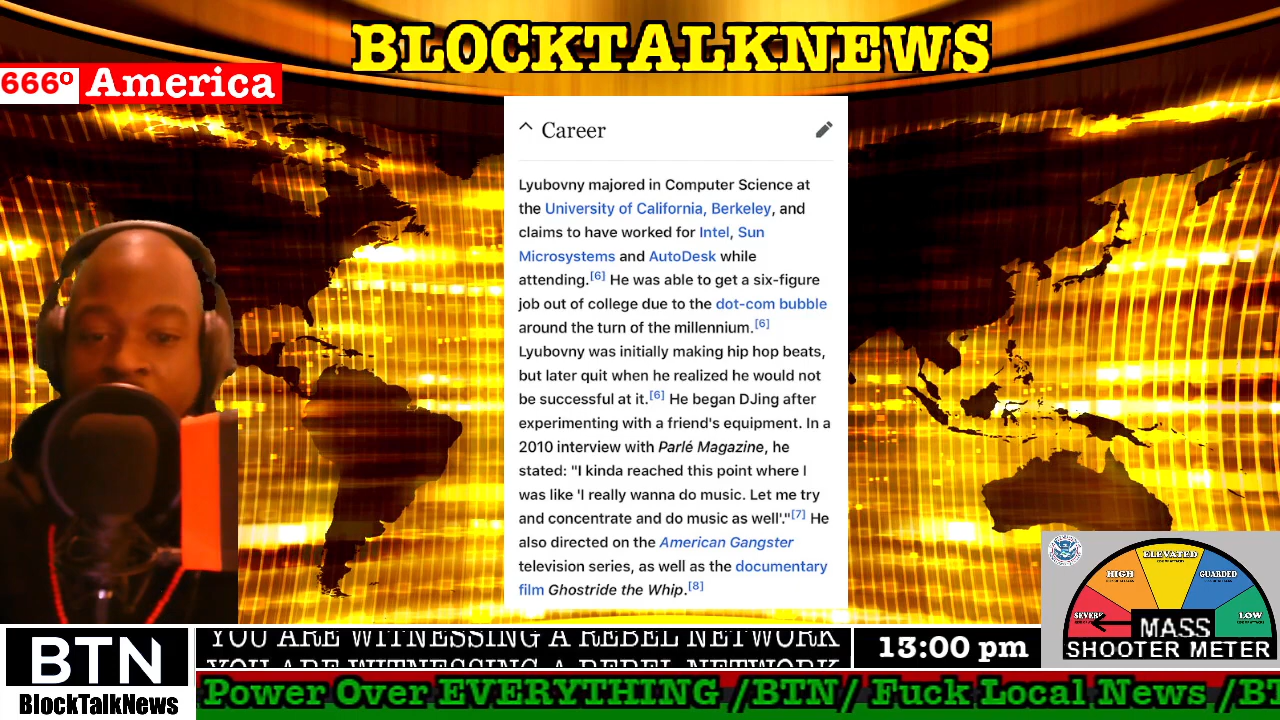 BLOCKTALKNEWS
666º America
Career
Lyubovny majored in Computer Science at
the University of California, Berkeley, and
claims to have worked for Intel, Sun
Microsystems and AutoDesk while
attending.[6] He was able to get a six-figure
job out of college due to the dot-com bubble
around the turn of the millennium.[6]
Lyubovny was initially making hip hop beats,
but later quit when he realized he would not
be successful at it.[6] He began DJing after
experimenting with a friend's equipment. In a
2010 interview with Parlé Magazine, he
stated: "I kinda reached this point where I
was like 'I really wanna do music. Let me try
and concentrate and do music as well'."[7] He
also directed on the American Gangster
television series, as well as the documentary
film Ghostride the Whip.[8]
ELEVATED
HIGH
GUARDED
SEVERE
LOW
MASS
SHOOTER METER
BTN
BlockTalkNews
YOU ARE WITNESSING A REBEL NETWORK
YOU ARE WITNESSING A REBEL NETWORK
13:00 pm
Power Over EVERYTHING /BTN/ Fuck Local News /BT